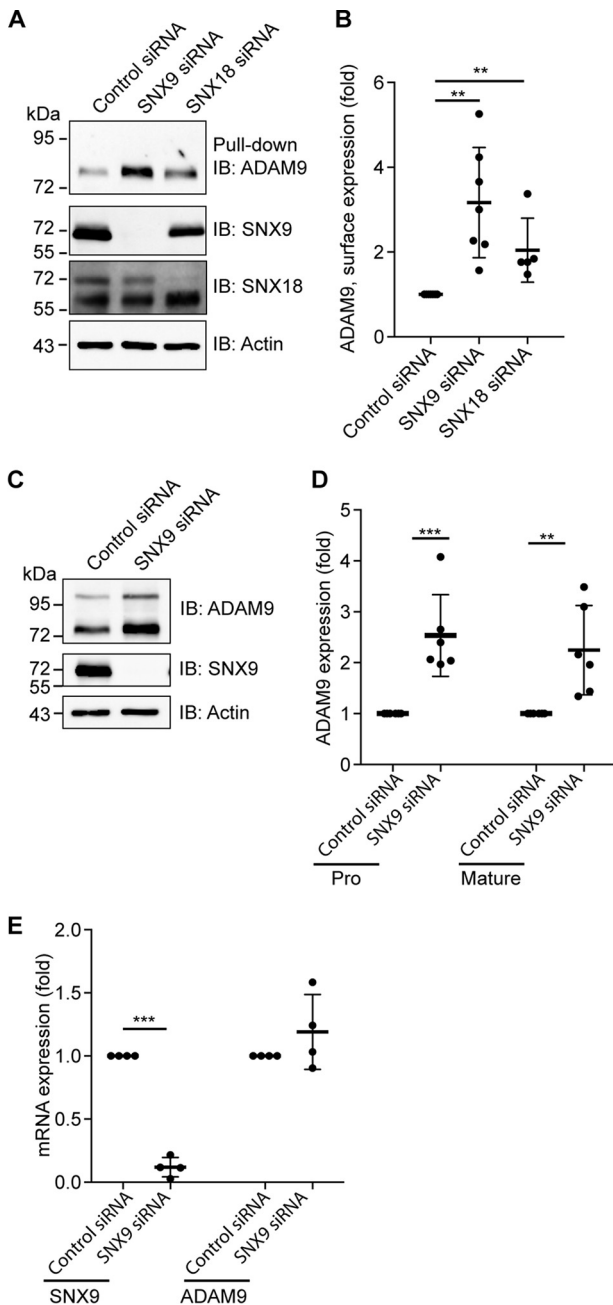 A
Control siRNA
SNX9 siRNA
SNX18 siRNA
kDa
95
72
Pull-down
IB: ADAM9
72
55
IB: SNX9
72
55
IB: SNX18
43
IB: Actin
B
ADAM9, surface expression (fold)
6
4
2
0
**
**
Control siRNA
SNX9 siRNA
SNX18 siRNA
C
Control siRNA
SNX9 siRNA
kDa
95
72
IB: ADAM9
72
55
IB: SNX9
43
IB: Actin
D
ADAM9 expression (fold)
5
4
3
2
1
0
***
**
Control siRNA
SNX9 siRNA
Control siRNA
SNX9 siRNA
Pro
Mature
E
mRNA expression (fold)
2.0
1.5
1.0
0.5
0.0
***
Control siRNA
SNX9 siRNA
Control siRNA
SNX9 siRNA
SNX9
ADAM9